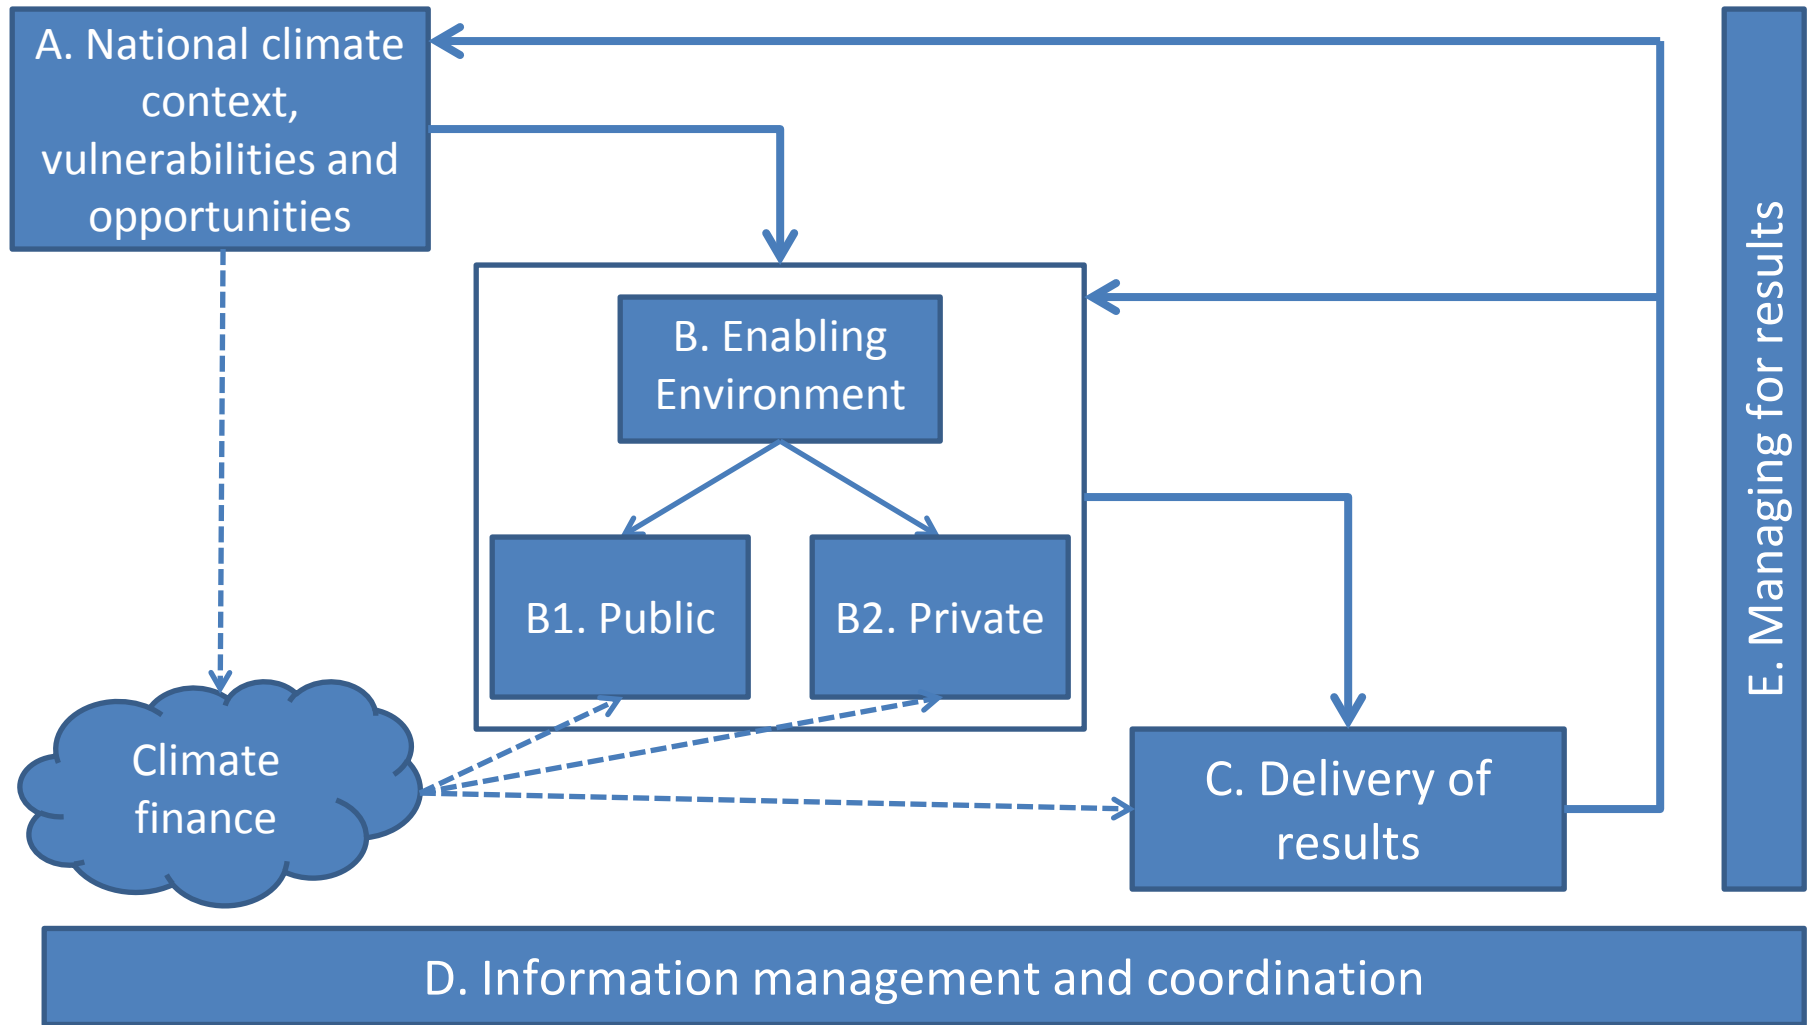 A. National climate
context,
vulnerabilities and
opportunities
B. Enabling
Environment
B1. Public
B2. Private
Climate
finance
C. Delivery of
results
D. Information management and coordination
E. Managing for results